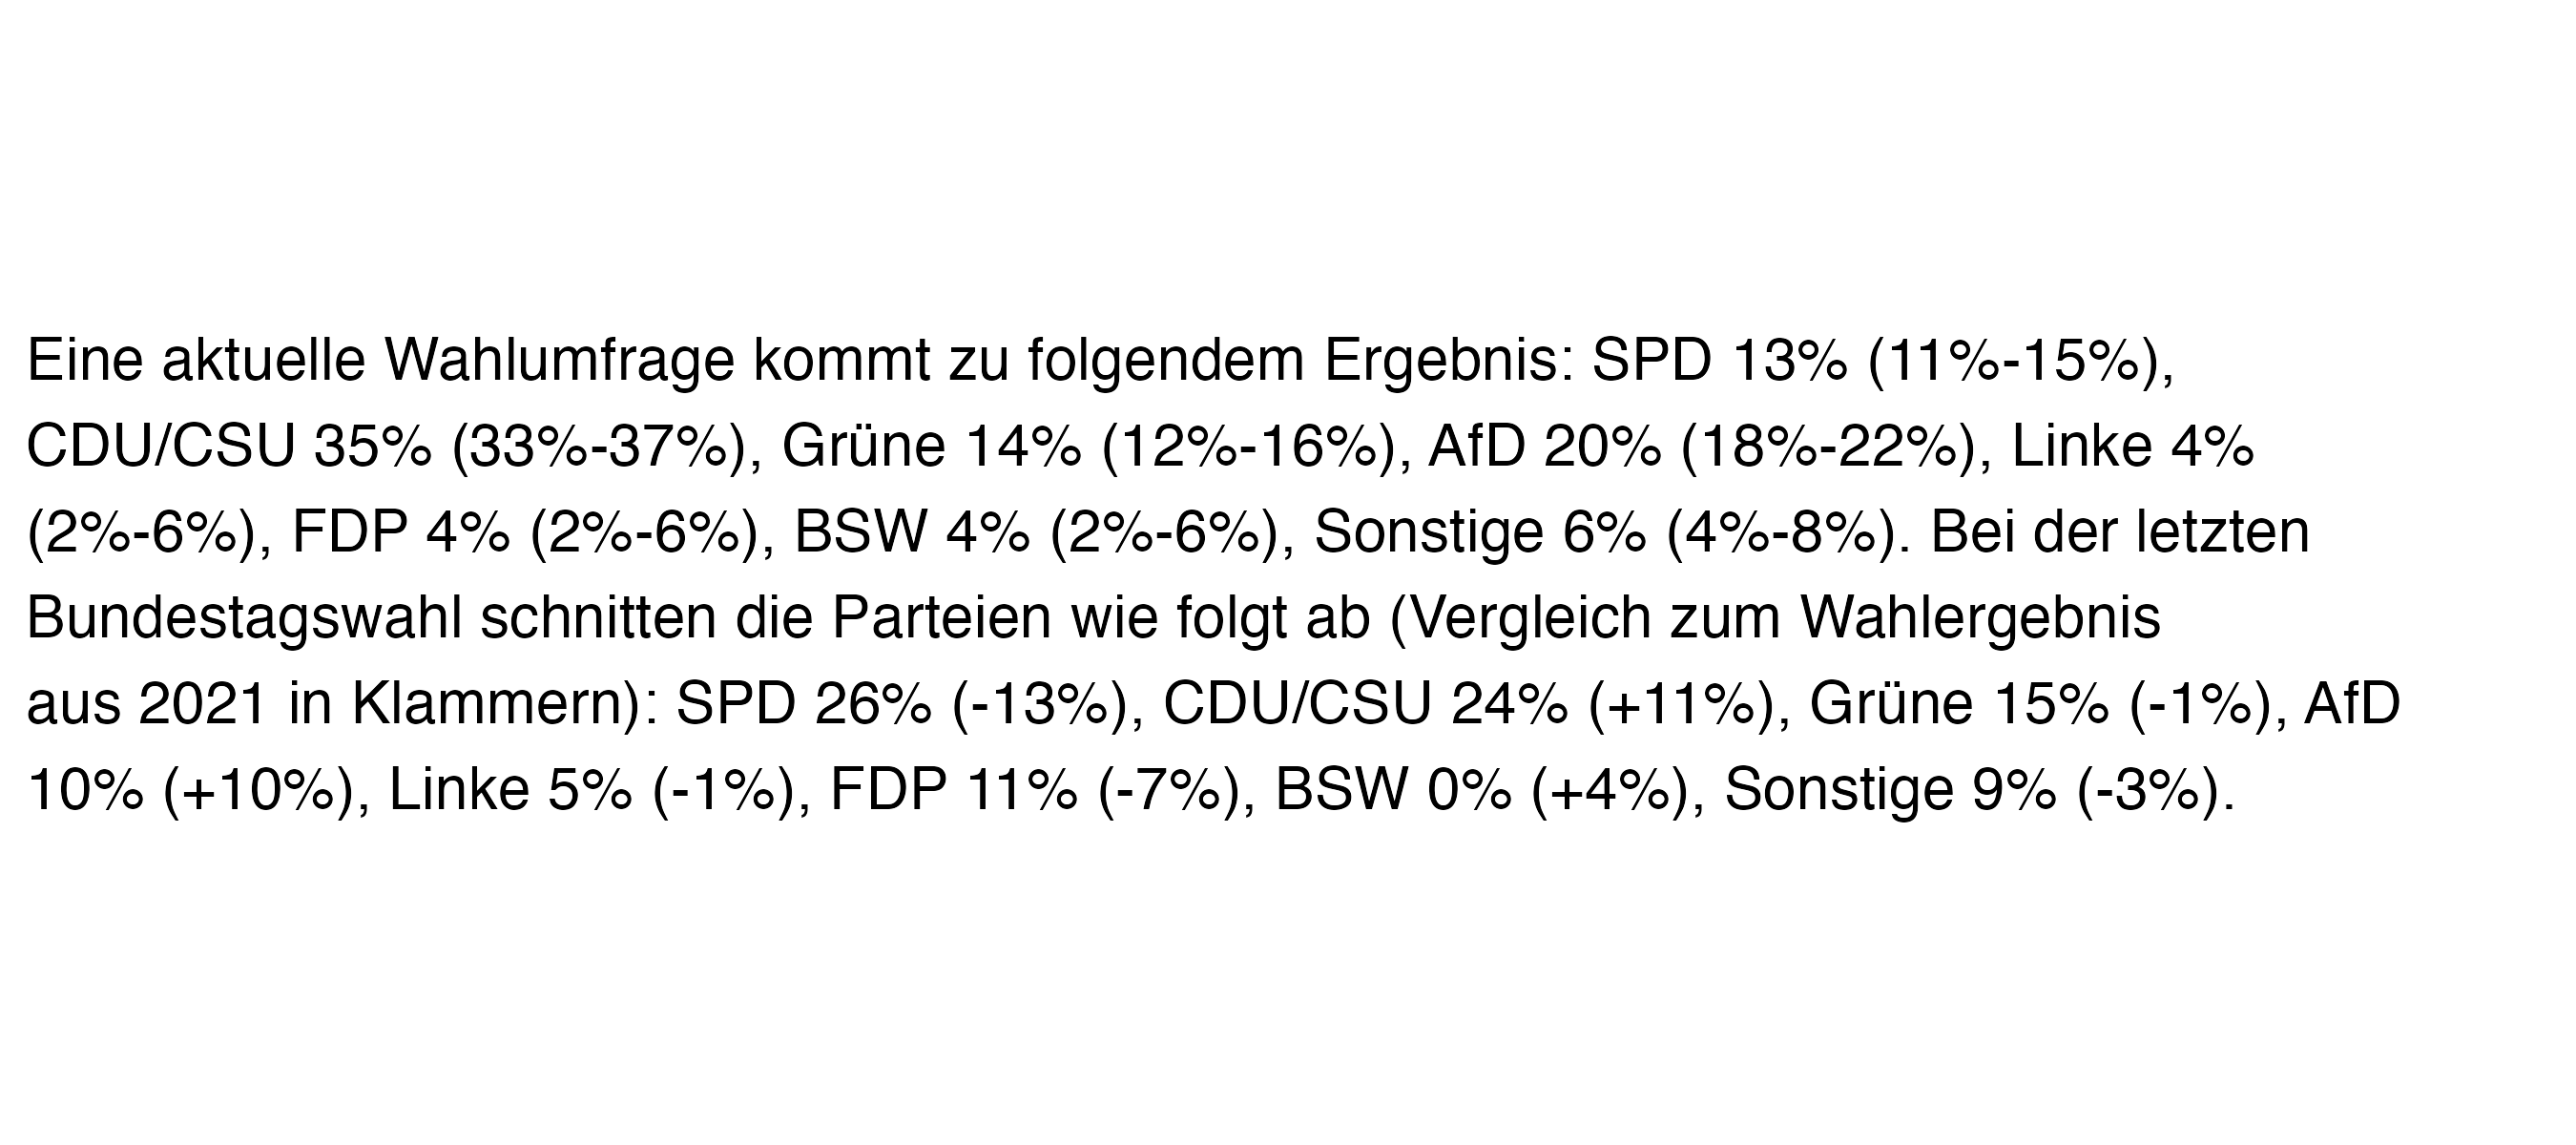 Eine aktuelle Wahlumfrage kommt zu folgendem Ergebnis: SPD 13% (11%-15%),
CDU/CSU 35% (33%-37%), Grüne 14% (12%-16%), AfD 20% (18%-22%), Linke 4%
(2%-6%), FDP 4% (2%-6%), BSW 4% (2%-6%), Sonstige 6% (4%-8%). Bei der letzten
Bundestagswahl schnitten die Parteien wie folgt ab (Vergleich zum Wahlergebnis
aus 2021 in Klammern): SPD 26% (-13%), CDU/CSU 24% (+11%), Grüne 15% (-1%), AfD
10% (+10%), Linke 5% (-1%), FDP 11% (-7%), BSW 0% (+4%), Sonstige 9% (-3%).